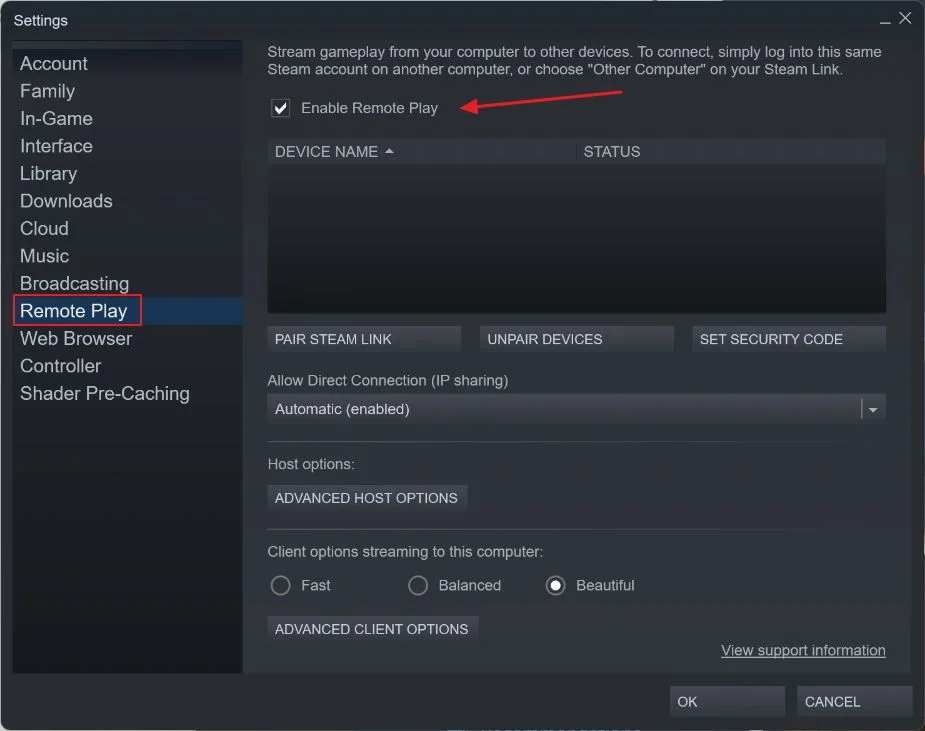 Settings
Account
Family
In-Game
Interface
Library
Downloads
Cloud
Music
Broadcasting
Remote Play
Web Browser
Controller
Shader Pre-Caching
Stream gameplay from your computer to other devices. To connect, simply log into this same
Steam account on another computer, or choose "Other Computer" on your Steam Link.
Enable Remote Play
DEVICE NAME STATUS
PAIR STEAM LINK UNPAIR DEVICES SET SECURITY CODE
Allow Direct Connection (IP sharing)
Automatic (enabled)
Host options:
ADVANCED HOST OPTIONS
Client options streaming to this computer:
Fast Balanced Beautiful
ADVANCED CLIENT OPTIONS
View support information
OK CANCEL